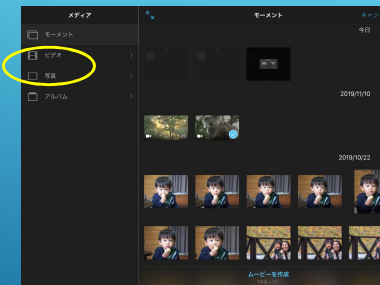 メディア
モーメント
ビデオ
写真
アルバム
モーメント
キャン
今日
2019/11/10
2019/10/22
ムービーを作成